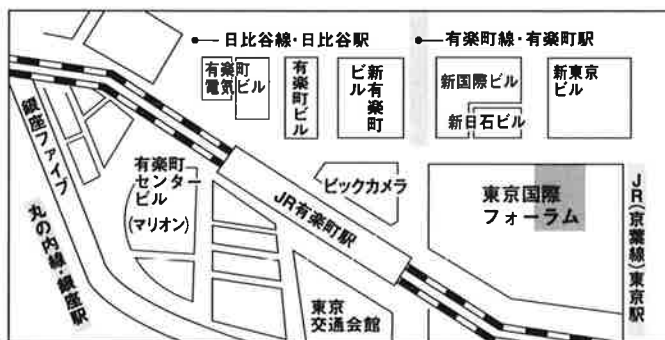 日比谷線・日比谷駅
有楽町線・有楽町駅
有楽町
電気
ビル
有楽町ビル
新有楽町
ビル
新国際ビル
新日石ビル
新東京
ビル
銀座ファイブ
丸の内線・銀座駅
有楽町
センター
ビル
(マリオン)
JR有楽町駅
ビックカメラ
東京国際
フォーラム
JR(京葉線)東京駅
東京
交通会館